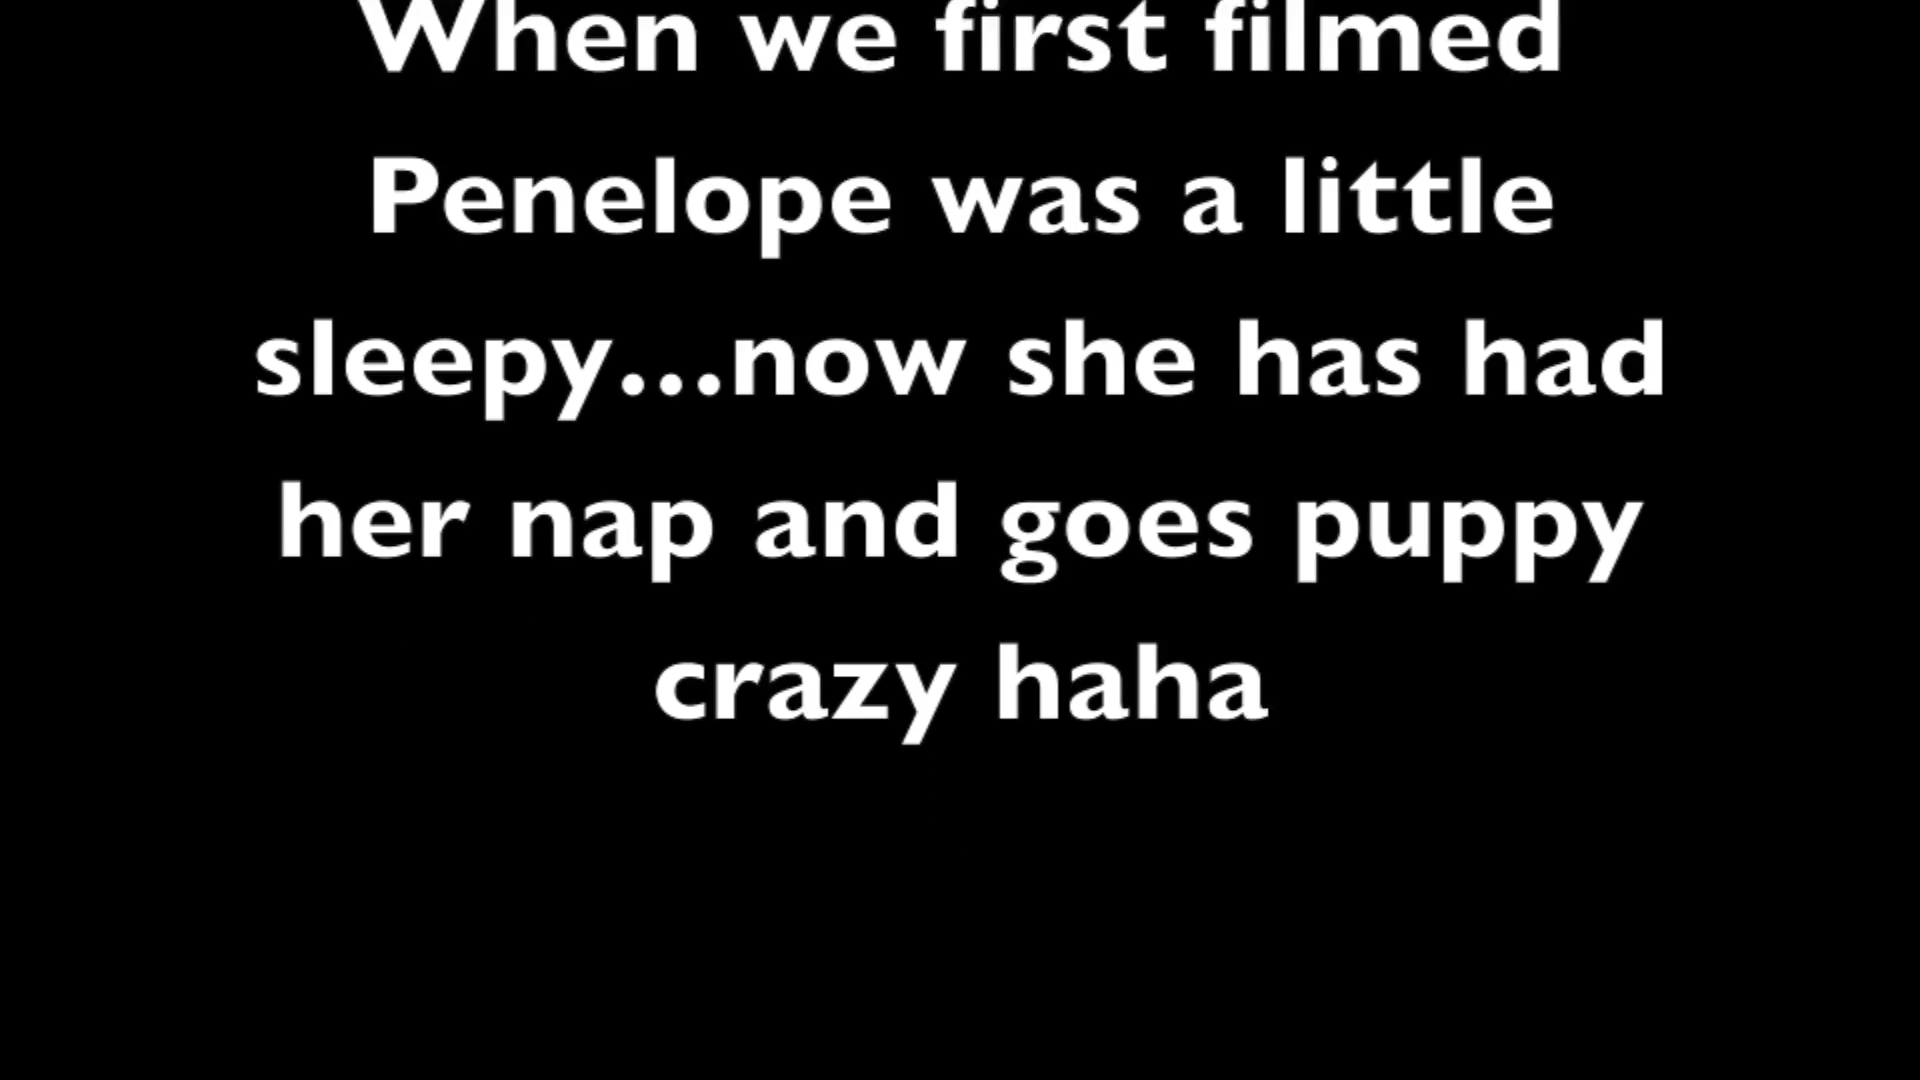 When we first filmed
Penelope was a little
sleepy...now she has had
her nap and goes puppy
crazy haha